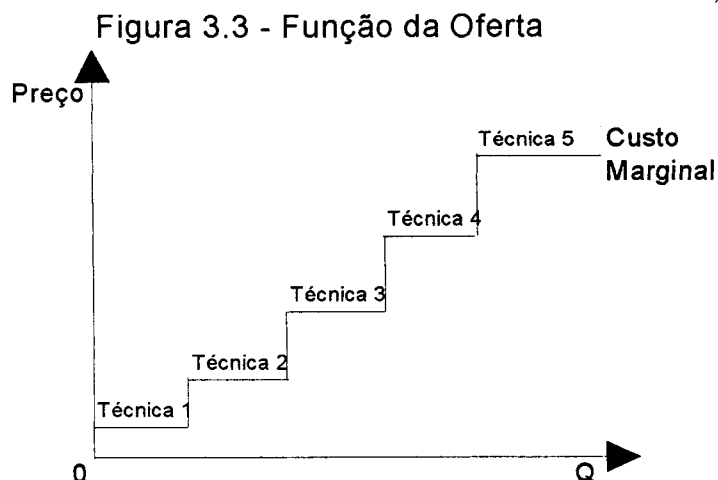 Figura 3.3 - Função da Oferta
Preço
Técnica 5
Custo
Marginal
Técnica 4
Técnica 3
Técnica 2
Técnica 1
0
Q